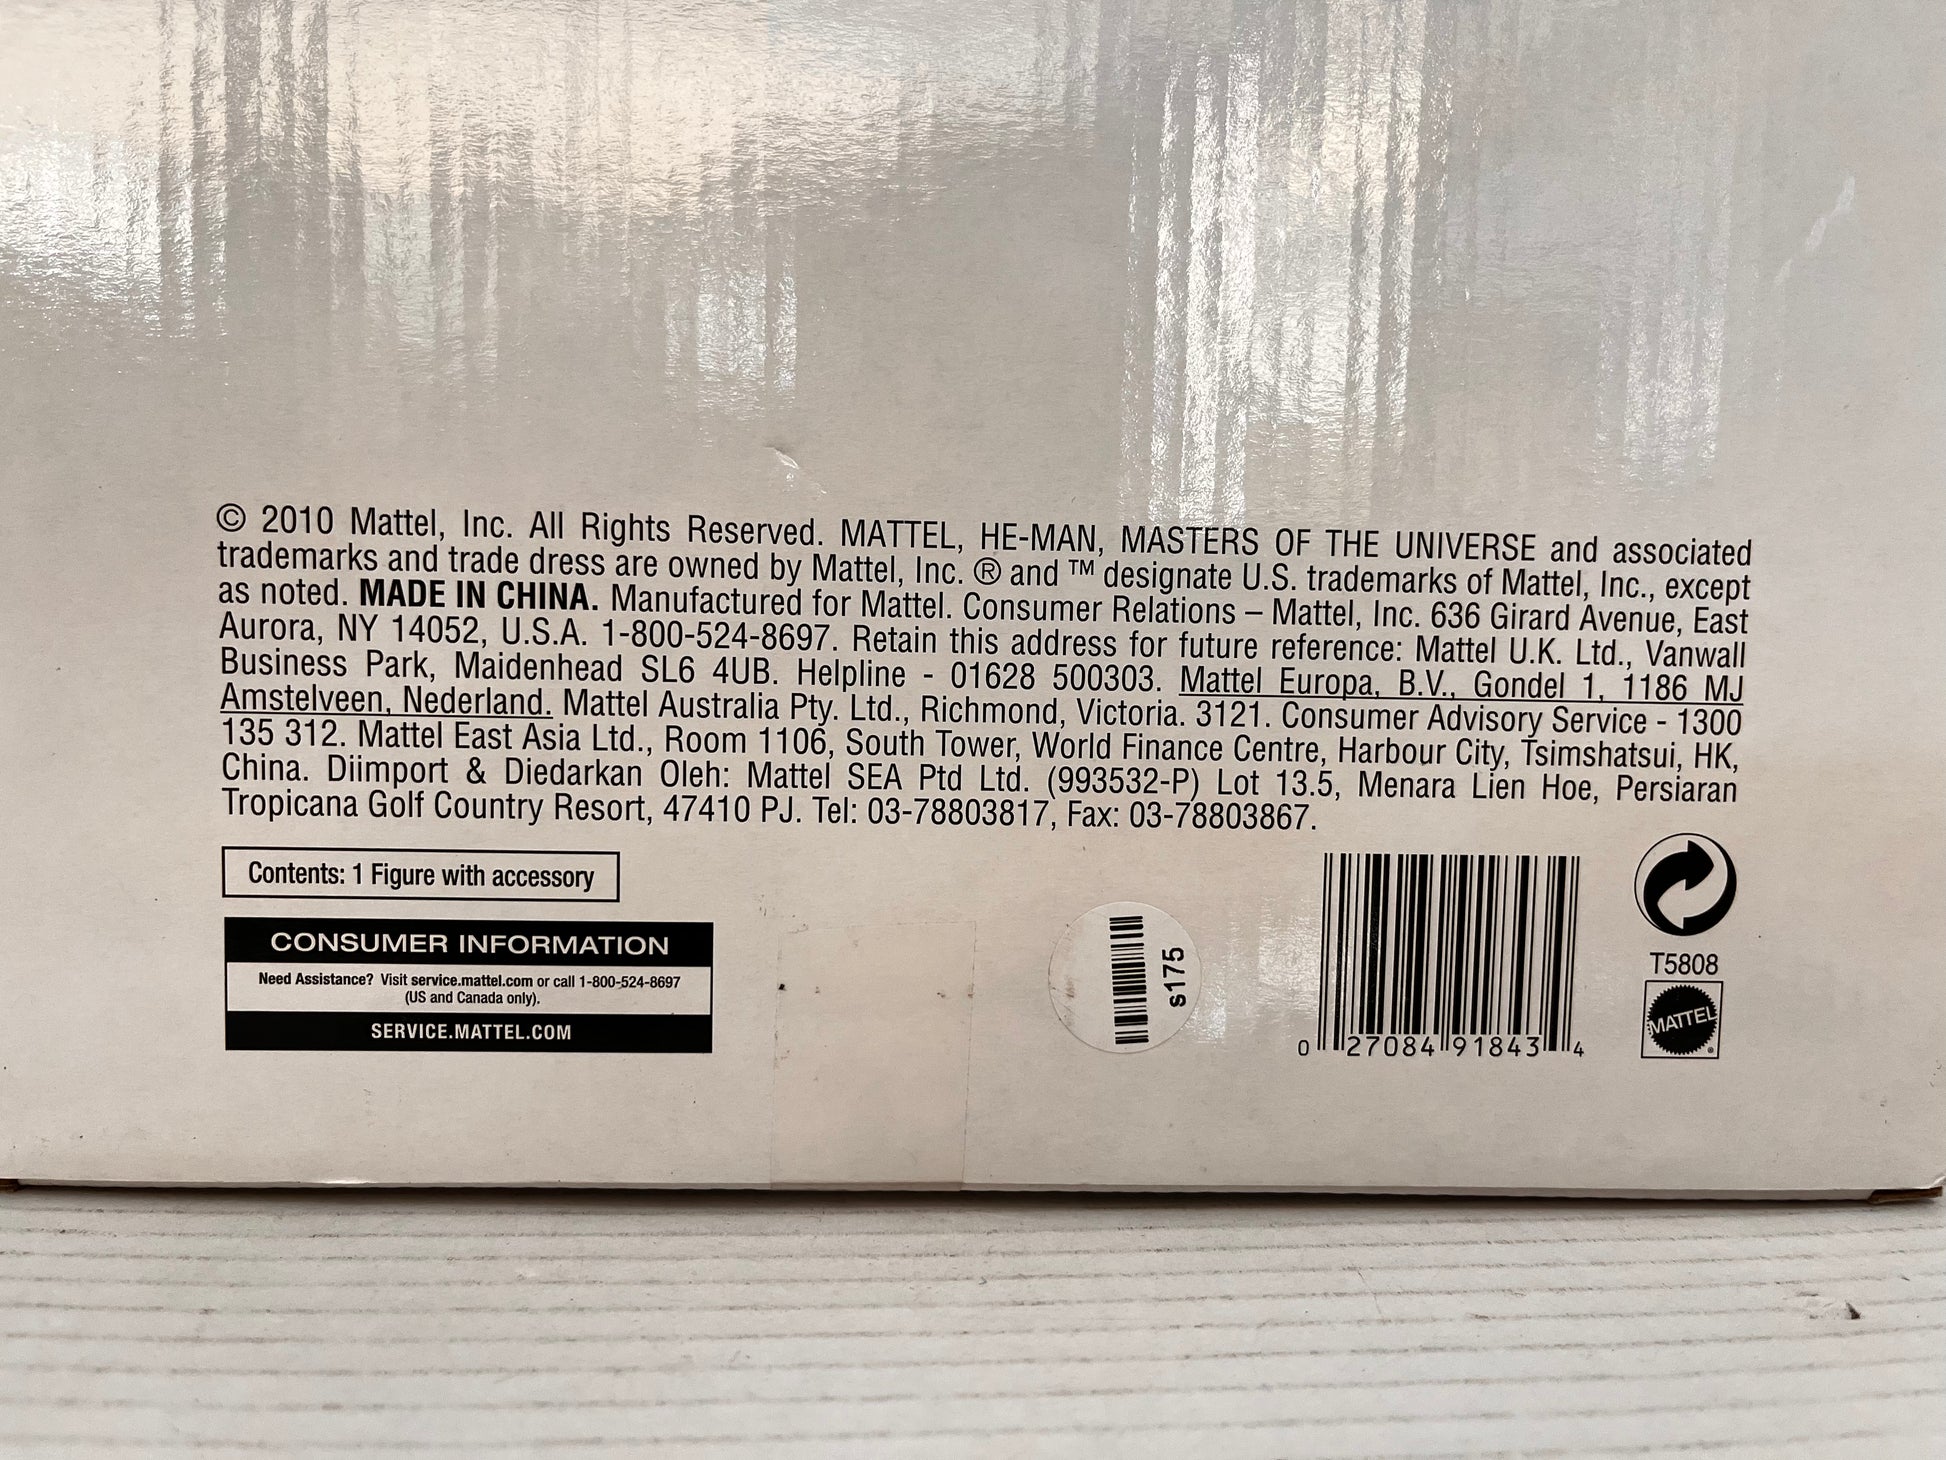 © 2010 Mattel, Inc. All Rights Reserved. MATTEL, HE-MAN, MASTERS OF THE UNIVERSE and associated
trademarks and trade dress are owned by Mattel, Inc. ® and ™ designate U.S. trademarks of Mattel, Inc., except
as noted. MADE IN CHINA. Manufactured for Mattel. Consumer Relations – Mattel, Inc. 636 Girard Avenue, East
Aurora, NY 14052, U.S.A. 1-800-524-8697. Retain this address for future reference: Mattel U.K. Ltd., Vanwall
Business Park, Maidenhead SL6 4UB. Helpline - 01628 500303. Mattel Europa, B.V., Gondel 1, 1186 MJ
Amstelveen, Nederland. Mattel Australia Pty. Ltd., Richmond, Victoria. 3121. Consumer Advisory Service - 1300
135 312. Mattel East Asia Ltd., Room 1106, South Tower, World Finance Centre, Harbour City, Tsimshatsui, HK,
China. Diimport & Diedarkan Oleh: Mattel SEA Ptd Ltd. (993532-P) Lot 13.5, Menara Lien Hoe, Persiaran
Tropicana Golf Country Resort, 47410 PJ. Tel: 03-78803817, Fax: 03-78803867.
Contents: 1 Figure with accessory
CONSUMER INFORMATION
Need Assistance? Visit service.mattel.com or call 1-800-524-8697
(US and Canada only).
SERVICE.MATTEL.COM
s175
0 27084 91843 4
T5808
MATTEL ®